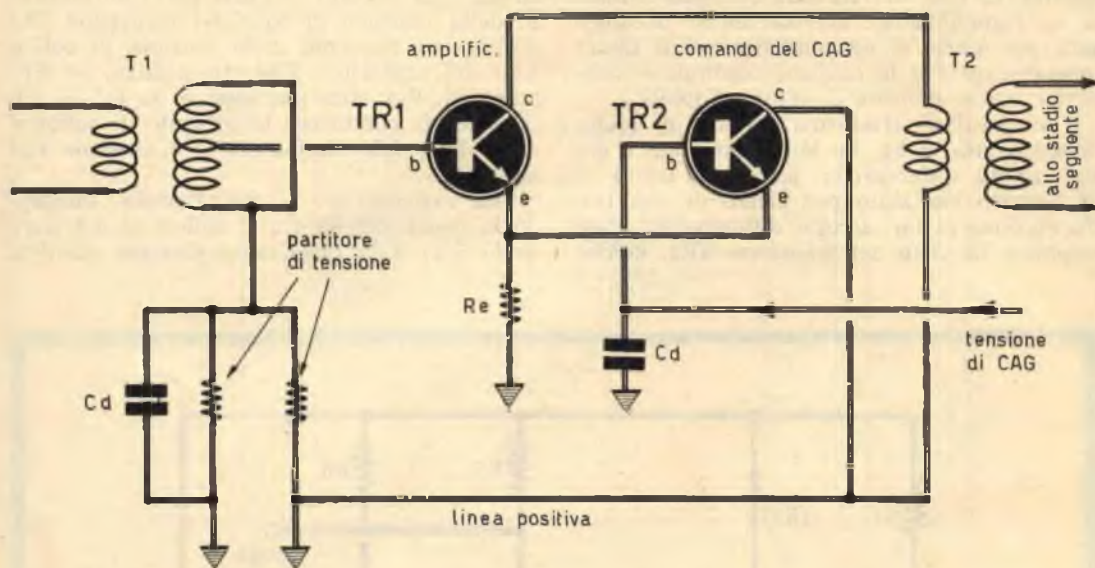 amplific.
comando del CAG
T1
T2
TR1
TR2
c
b
e
c
b
e
allo stadio
seguente
partitore
di tensione
Re
Cd
Cd
tensione
di CAG
linea positiva